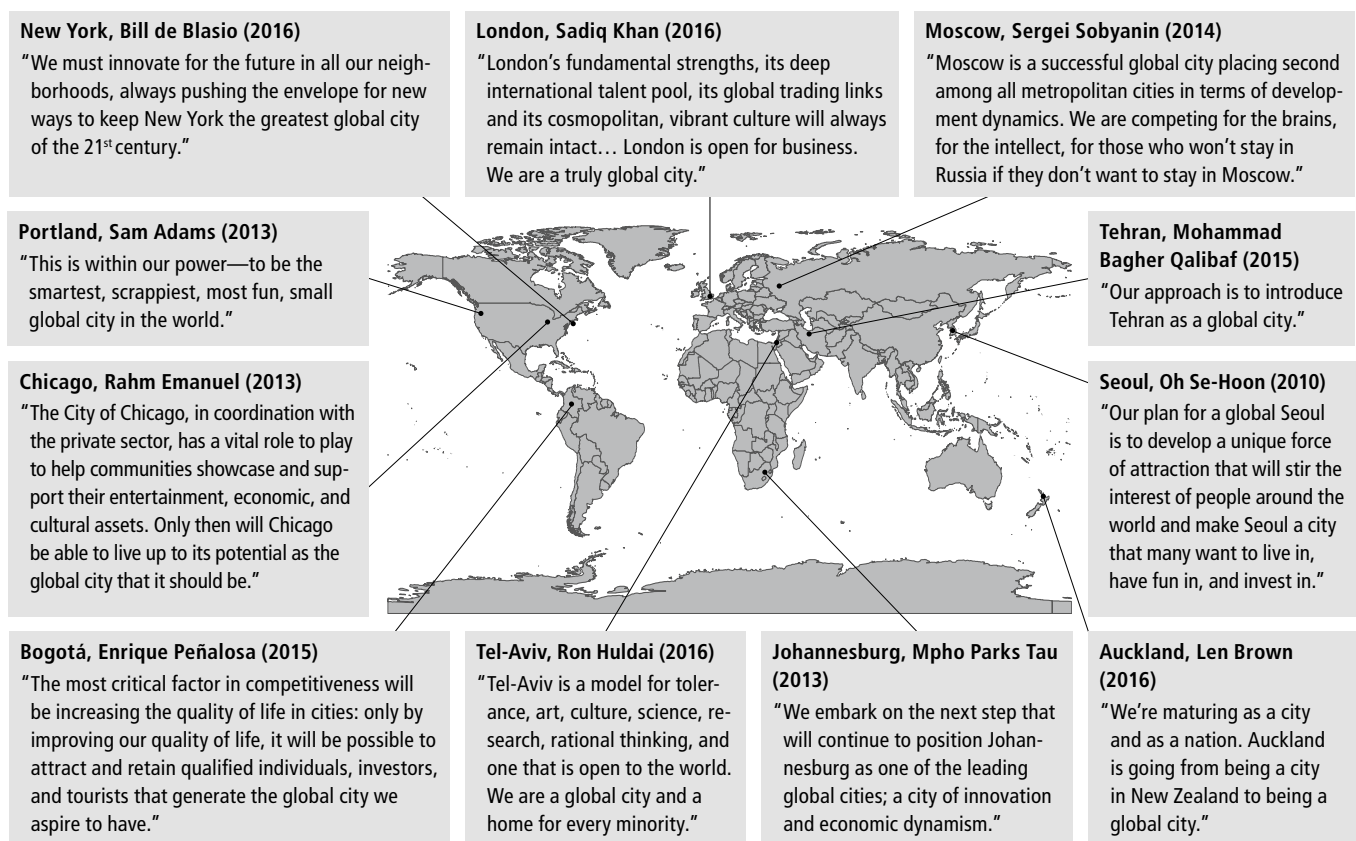 New York, Bill de Blasio (2016)
“We must innovate for the future in all our neigh-
borhoods, always pushing the envelope for new
ways to keep New York the greatest global city
of the 21st century.”
London, Sadiq Khan (2016)
“London’s fundamental strengths, its deep
international talent pool, its global trading links
and its cosmopolitan, vibrant culture will always
remain intact… London is open for business.
We are a truly global city.”
Moscow, Sergei Sobyanin (2014)
“Moscow is a successful global city placing second
among all metropolitan cities in terms of develop-
ment dynamics. We are competing for the brains,
for the intellect, for those who won’t stay in
Russia if they don’t want to stay in Moscow.”
Portland, Sam Adams (2013)
“This is within our power—to be the
smartest, scrappiest, most fun, small
global city in the world.”
Tehran, Mohammad
Bagher Qalibaf (2015)
“Our approach is to introduce
Tehran as a global city.”
Chicago, Rahm Emanuel (2013)
“The City of Chicago, in coordination with
the private sector, has a vital role to play
to help communities showcase and sup-
port their entertainment, economic, and
cultural assets. Only then will Chicago
be able to live up to its potential as the
global city that it should be.”
Seoul, Oh Se-Hoon (2010)
“Our plan for a global Seoul
is to develop a unique force
of attraction that will stir the
interest of people around the
world and make Seoul a city
that many want to live in,
have fun in, and invest in.”
Bogotá, Enrique Peñalosa (2015)
“The most critical factor in competitiveness will
be increasing the quality of life in cities: only by
improving our quality of life, it will be possible to
attract and retain qualified individuals, investors,
and tourists that generate the global city we
aspire to have.”
Tel-Aviv, Ron Huldai (2016)
“Tel-Aviv is a model for toler-
ance, art, culture, science, re-
search, rational thinking, and
one that is open to the world.
We are a global city and a
home for every minority.”
Johannesburg, Mpho Parks Tau
(2013)
“We embark on the next step that
will continue to position Johan-
nesburg as one of the leading
global cities; a city of innovation
and economic dynamism.”
Auckland, Len Brown
(2016)
“We’re maturing as a city
and as a nation. Auckland
is going from being a city
in New Zealand to being a
global city.”